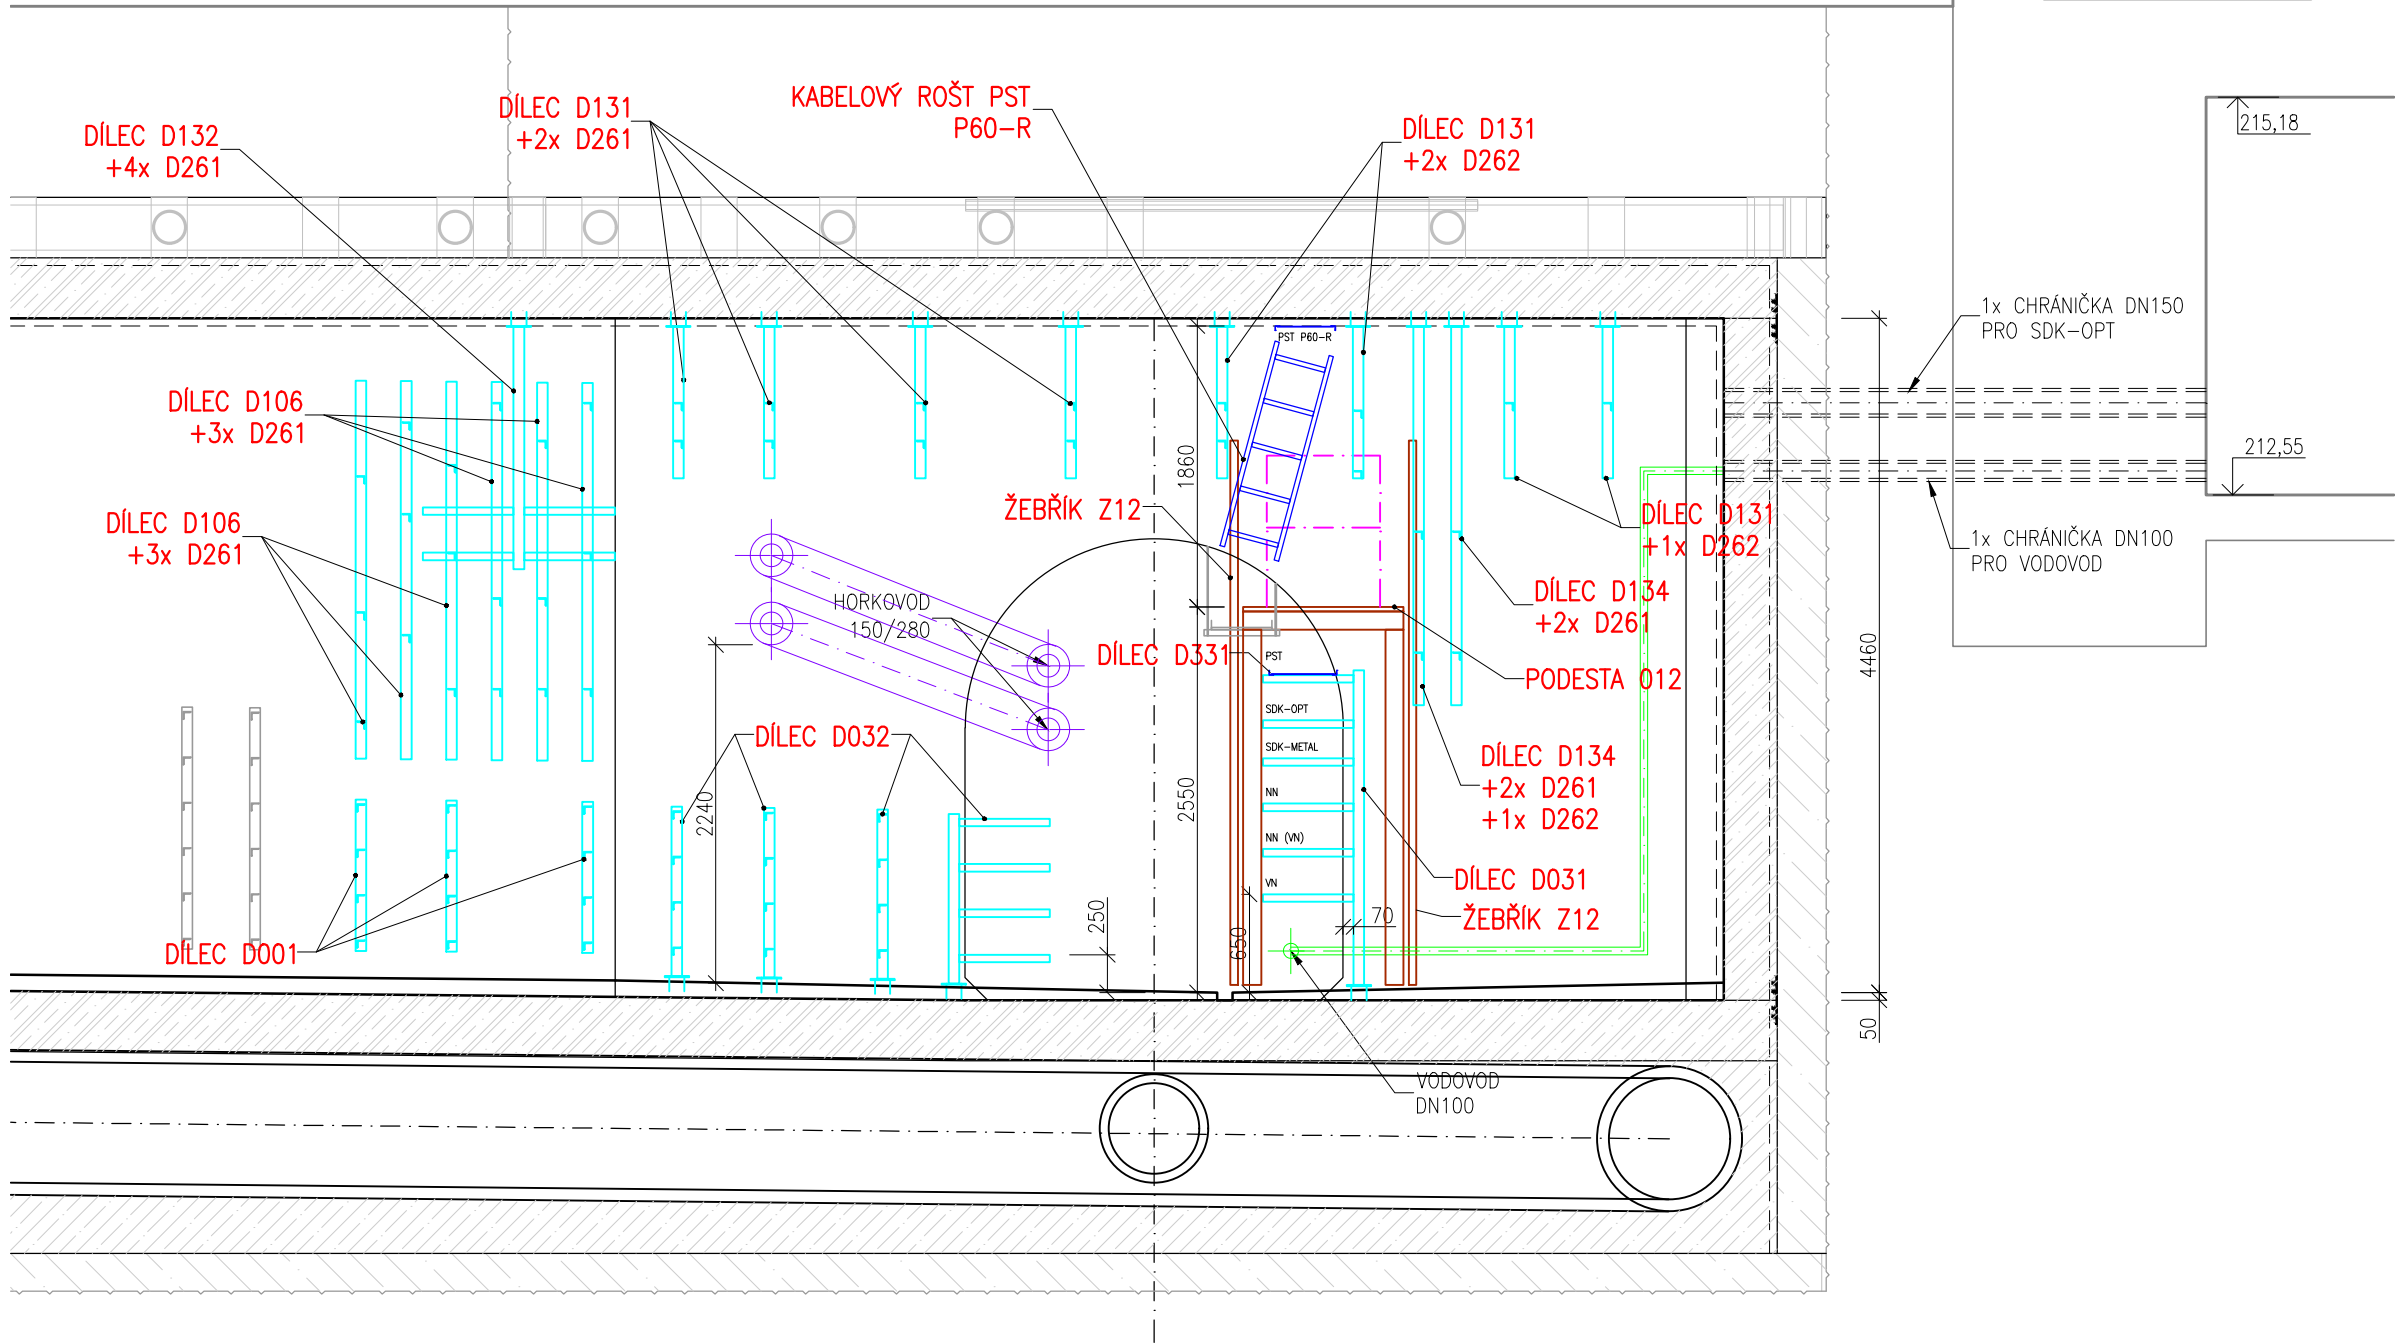 KABELOVÝ ROŠT PST
P60-R
DÍLEC D131
+2x D261
DÍLEC D132
+4x D261
DÍLEC D131
+2x D262
215,18
1x CHRÁNIČKA DN150
PRO SDK-OPT
PST P60-R
DÍLEC D106
+3x D261
212,55
1860
ŽEBŘÍK Z12
DÍLEC D106
+3x D261
DÍLEC D131
+1x D262
1x CHRÁNIČKA DN100
PRO VODOVOD
DÍLEC D134
+2x D261
HORKOVOD
150/280
4460
DÍLEC D331
PST
PODESTA O12
SDK-OPT
DÍLEC D032
SDK-METAL
DÍLEC D134
+2x D261
+1x D262
2240
2550
NN
NN (VN)
VN
DÍLEC D031
250
70
ŽEBŘÍK Z12
650
DÍLEC D001
50
VODOVOD
DN100